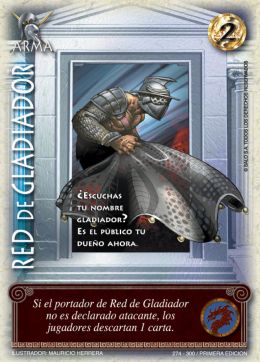 ARMA
2
RED DE GLADIADOR
© SALO S.A. TODOS LOS DERECHOS RESERVADOS
¿ESCUCHAS
TU NOMBRE
GLADIADOR?
ES EL PÚBLICO TU
DUEÑO AHORA.
Si el portador de Red de Gladiador
no es declarado atacante, los
jugadores descartan 1 carta.
ILUSTRADOR: MAURICIO HERRERA
274 - 300 / PRIMERA EDICION